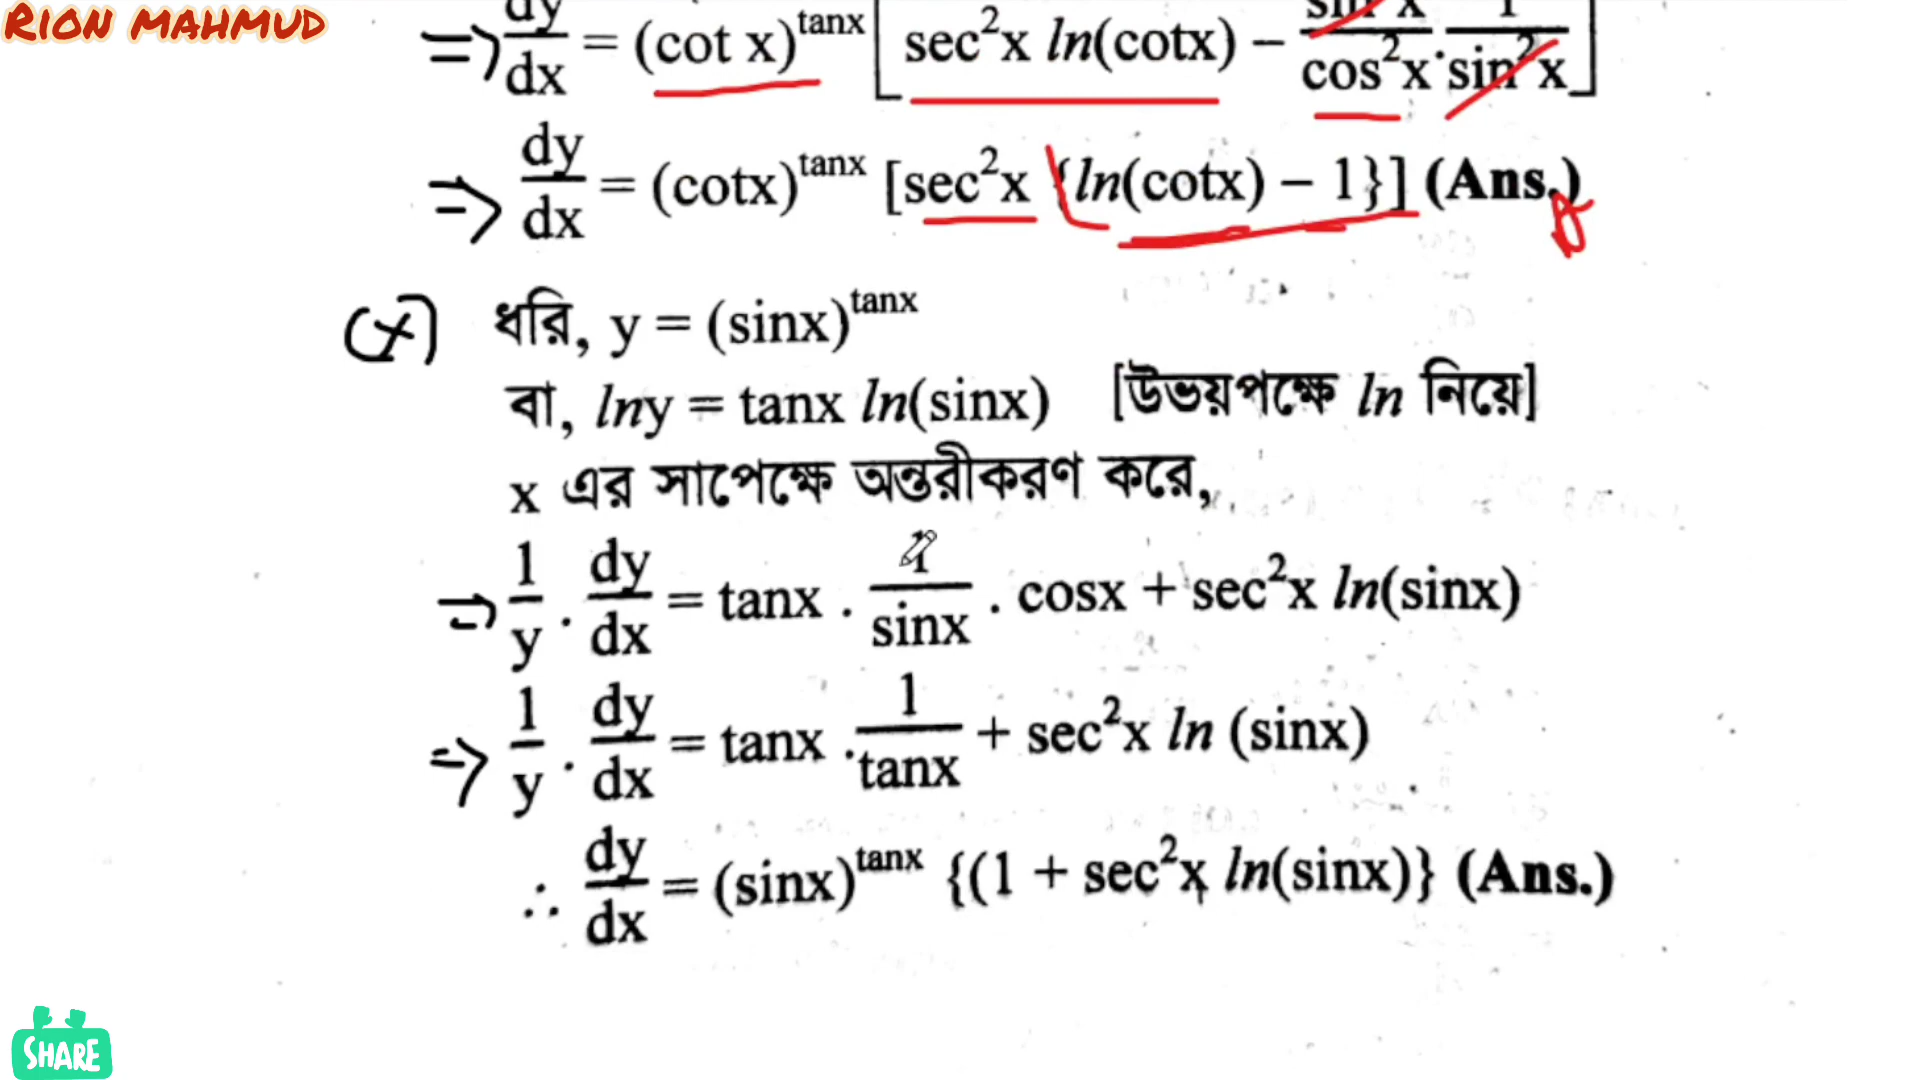 RION MAHMUD
⇒ dy/dx = (cot x)^tanx [sec²x ln(cotx) − sin²x/cos²x . 1/sin²x]
⇒ dy/dx = (cotx)^tanx [sec²x {ln(cotx) − 1}] (Ans.)
(x) ধরি, y = (sinx)^tanx
বা, lny = tanx ln(sinx) [উভয়পক্ষে ln নিয়ে]
x এর সাপেক্ষে অন্তরীকরণ করে,
⇒ 1/y . dy/dx = tanx . 1/sinx . cosx + sec²x ln(sinx)
⇒ 1/y . dy/dx = tanx . 1/tanx + sec²x ln (sinx)
∴ dy/dx = (sinx)^tanx {(1 + sec²x ln(sinx)} (Ans.)
SHARE